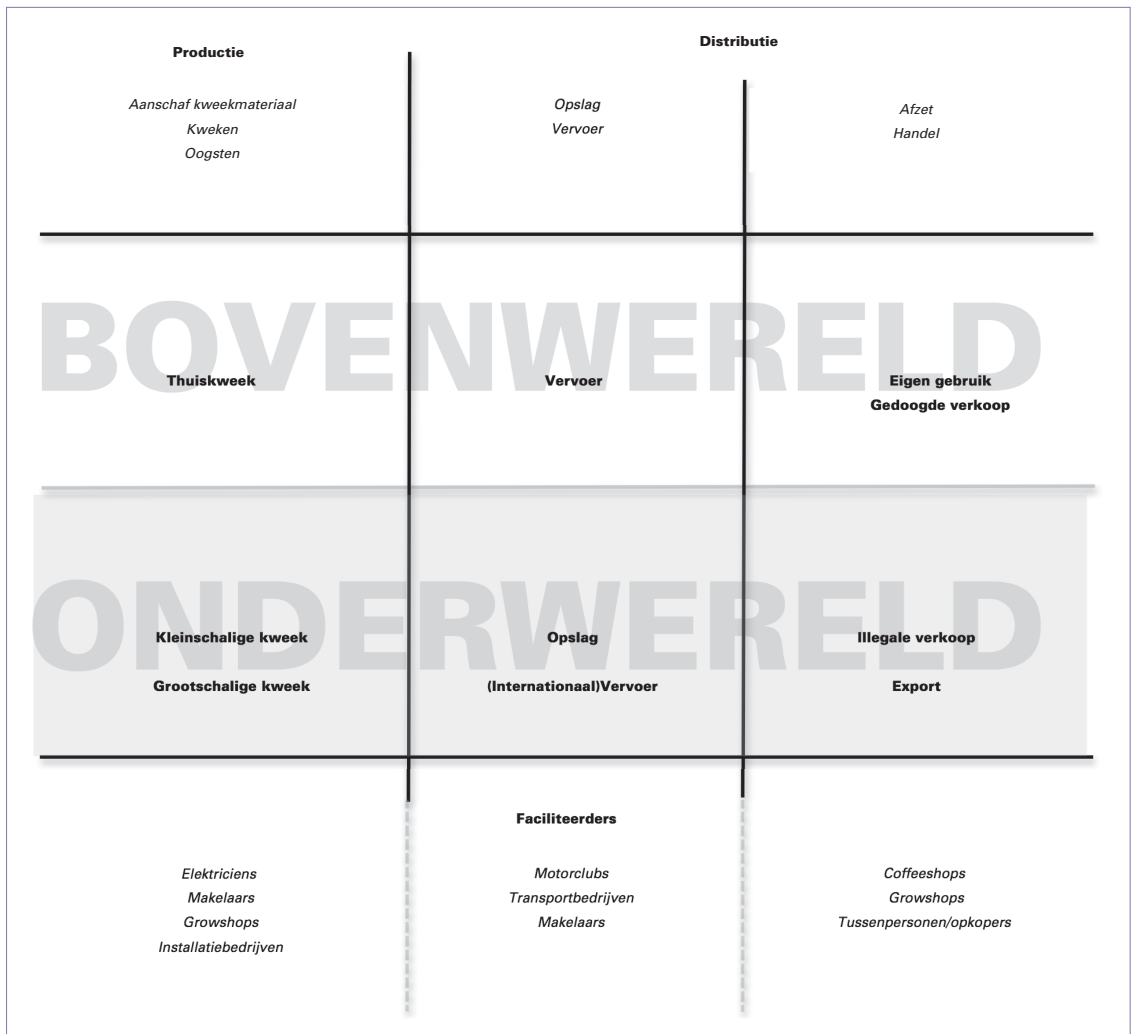 Productie
Distributie
Aanschaf kweekmateriaal
Kweken
Oogsten
Opslag
Vervoer
Afzet
Handel
BOVENWERELD
Thuiskweek
Vervoer
Eigen gebruik
Gedoogde verkoop
ONDERWERELD
Kleinschalige kweek
Opslag
Illegale verkoop
Grootschalige kweek
(Internationaal)Vervoer
Export
Faciliteerders
Elektriciens
Makelaars
Growshops
Installatiebedrijven
Motorclubs
Transportbedrijven
Makelaars
Coffeeshops
Growshops
Tussenpersonen/opkopers